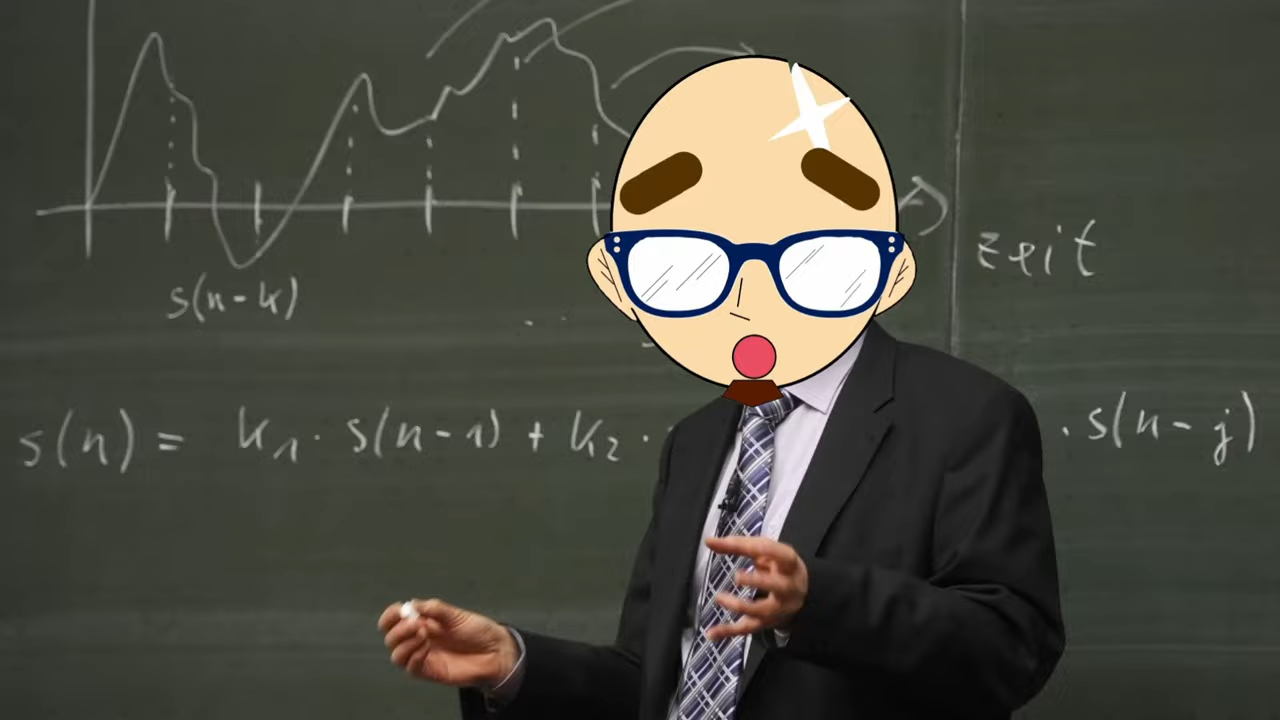 Zeit
s(n-k)
s(n) = k₁ · s(n-1) + k₂ · · s(n-j)